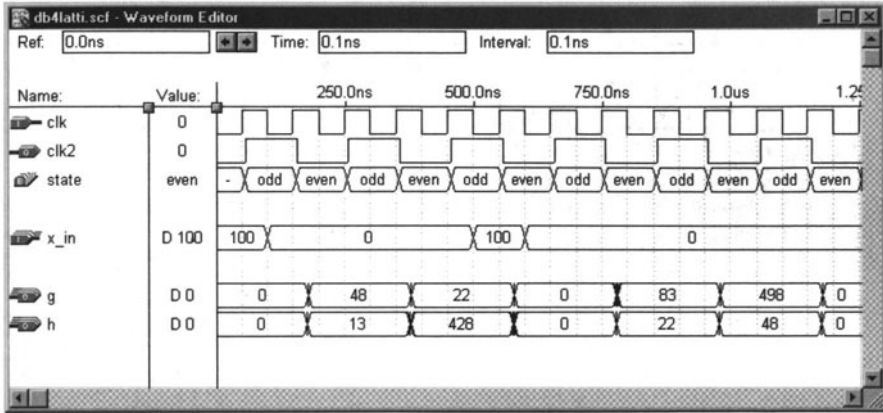 db4latti.scf - Waveform Editor
Ref: 0.0ns Time: 0.1ns Interval: 0.1ns
Name: Value: 250.0ns 500.0ns 750.0ns 1.0us 1.25
clk 0
clk2 0
state even - odd even odd even odd even odd even odd even odd even
x_in D 100 100 0 100 0
g D 0 0 48 22 0 83 498 0
h D 0 0 13 428 0 22 48 0